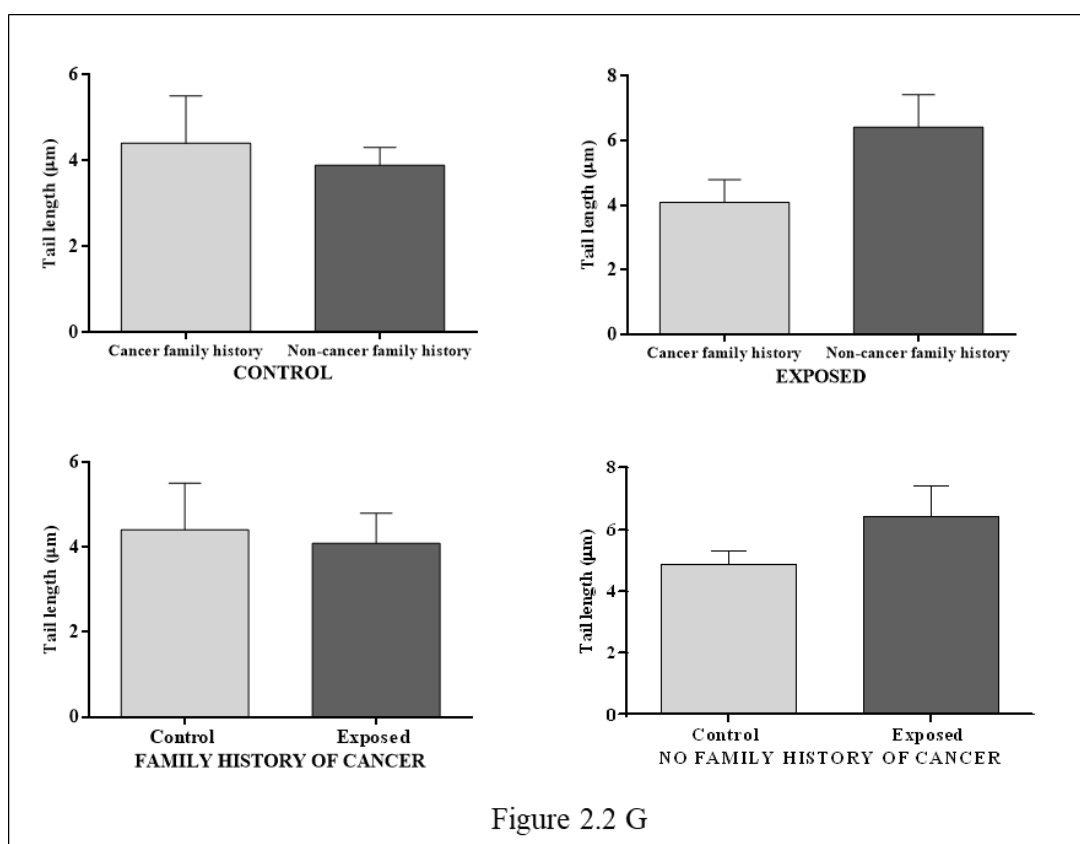 6
4
2
0
Tail length (µm)
Cancer family history Non-cancer family history
CONTROL
8
6
4
2
0
Tail length (µm)
Cancer family history Non-cancer family history
EXPOSED
6
4
2
0
Tail length (µm)
Control Exposed
FAMILY HISTORY OF CANCER
8
6
4
2
0
Tail length (µm)
Control Exposed
NO FAMILY HISTORY OF CANCER
Figure 2.2 G